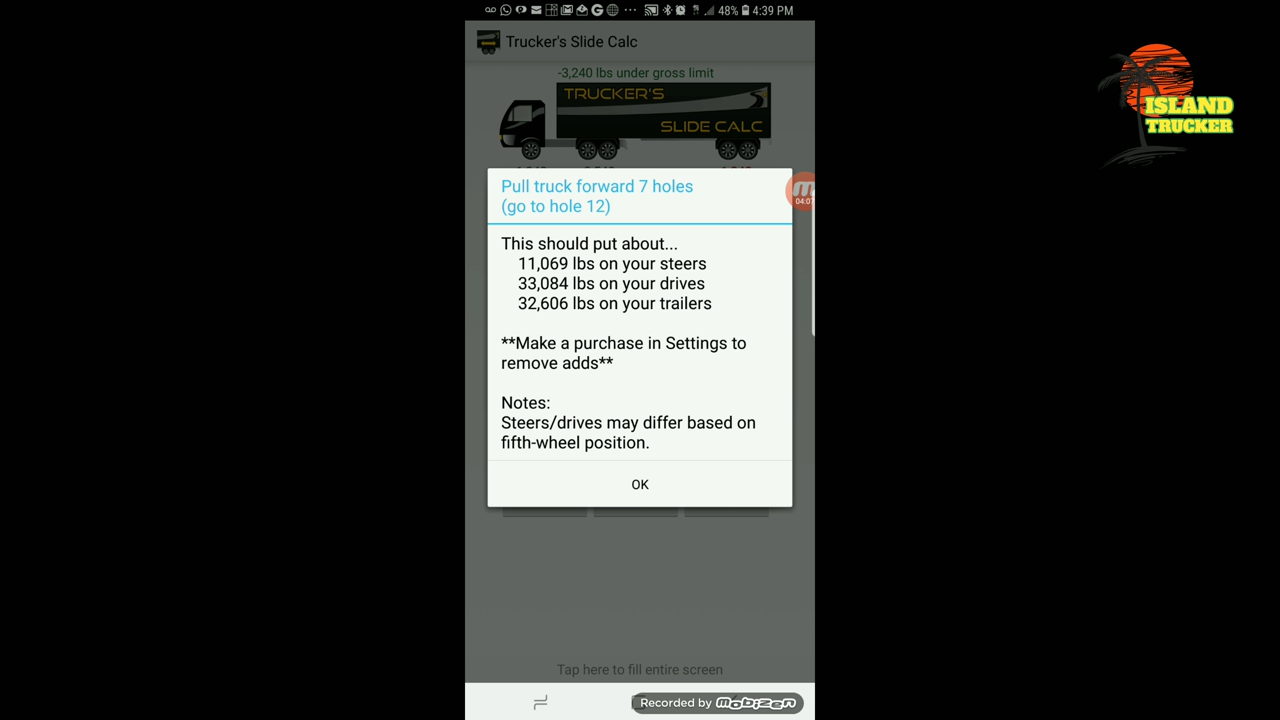 48% 4:39 PM
Trucker's Slide Calc
-3,240 lbs under gross limit
TRUCKER'S
SLIDE CALC
ISLAND
TRUCKER
Pull truck forward 7 holes
(go to hole 12)
04:07
This should put about...
11,069 lbs on your steers
33,084 lbs on your drives
32,606 lbs on your trailers
**Make a purchase in Settings to
remove adds**
Notes:
Steers/drives may differ based on
fifth-wheel position.
OK
Tap here to fill entire screen
Recorded by mobizen